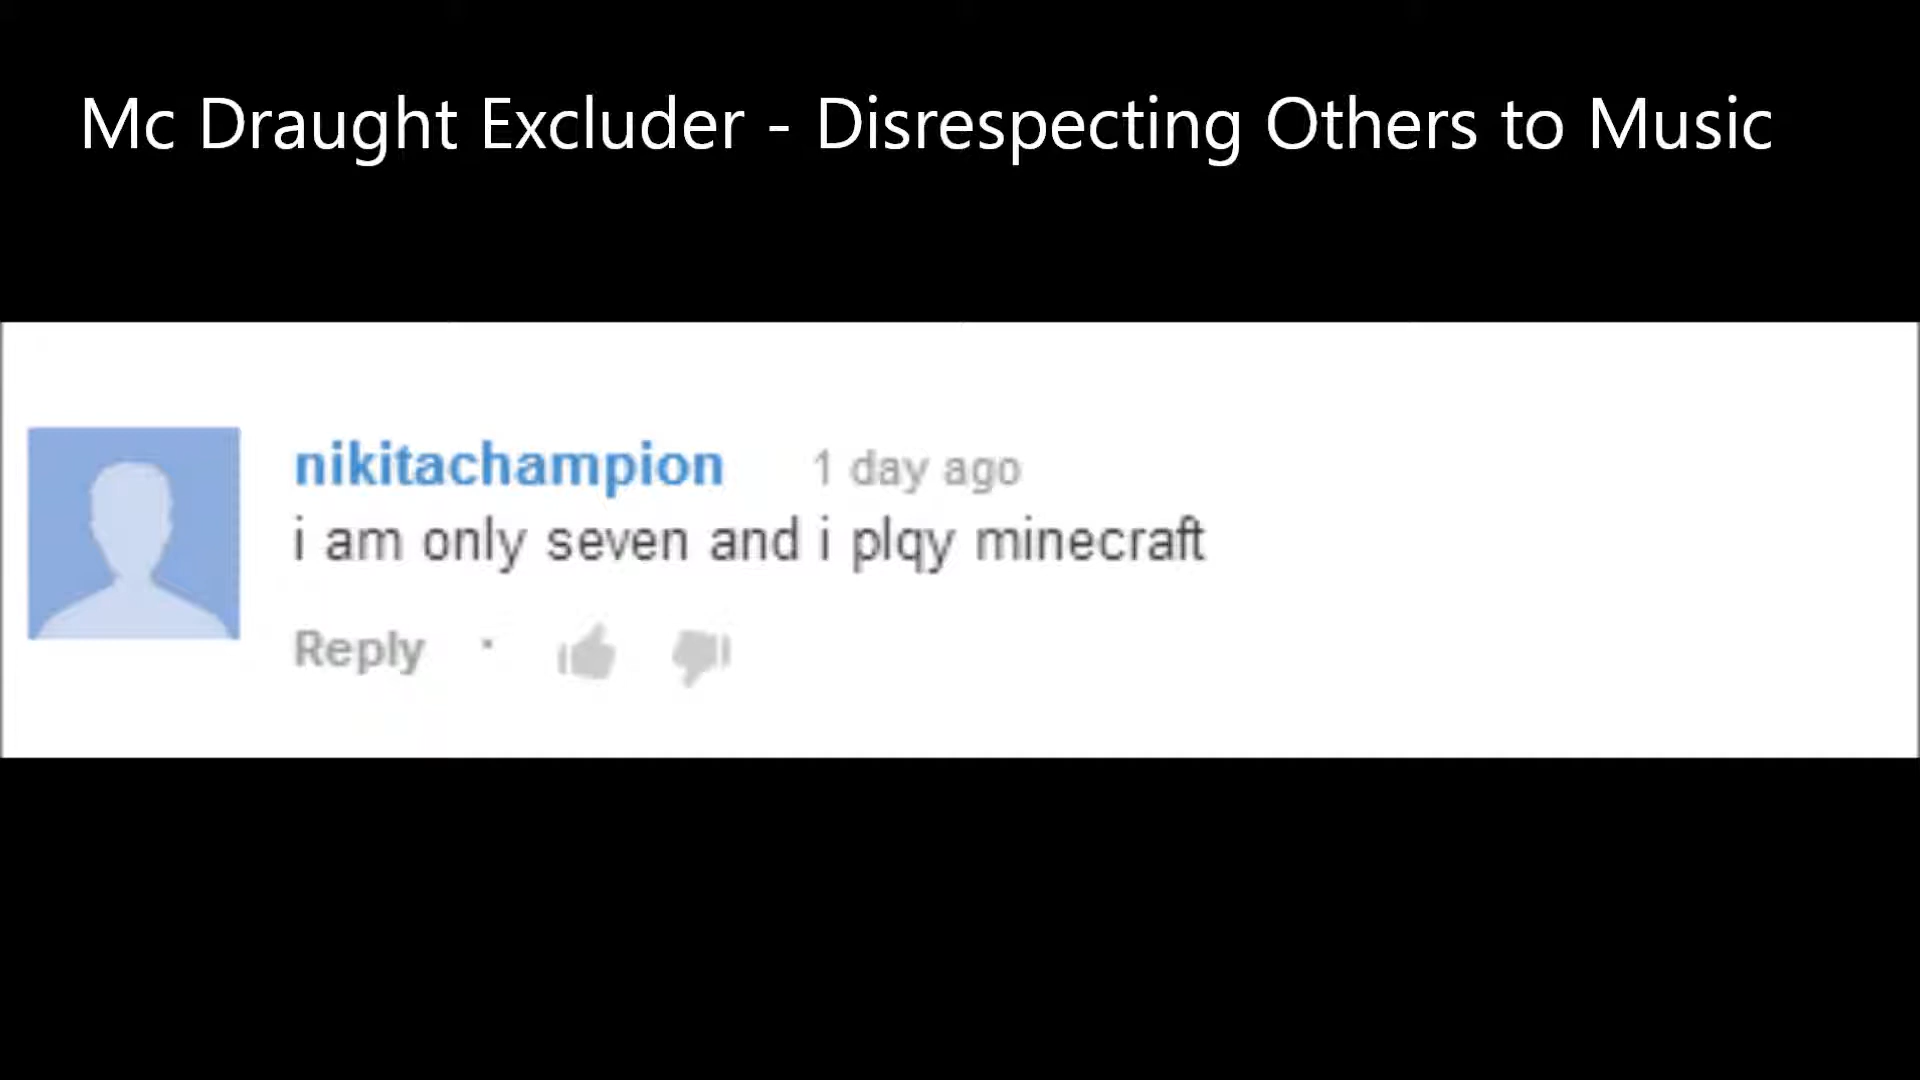 Mc Draught Excluder - Disrespecting Others to Music
nikitachampion 1 day ago
i am only seven and i plqy minecraft
Reply ·